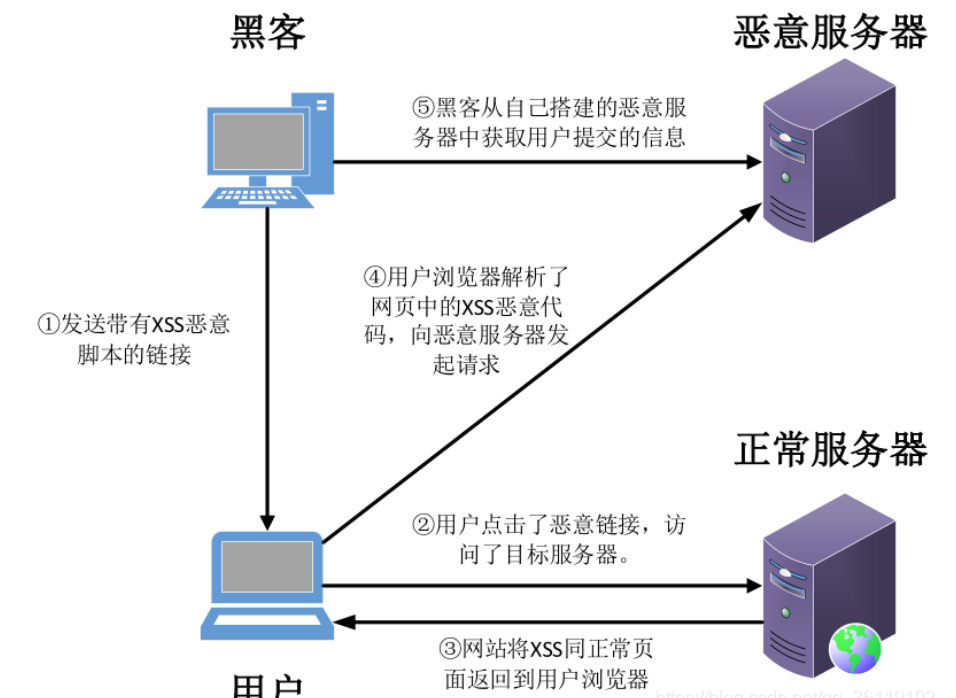 黑客
恶意服务器
⑤黑客从自己搭建的恶意服
务器中获取用户提交的信息
④用户浏览器解析了
网页中的XSS恶意代
码，向恶意服务器发
起请求
①发送带有XSS恶意
脚本的链接
正常服务器
②用户点击了恶意链接，访
问了目标服务器。
③网站将XSS同正常页
面返回到用户浏览器
用户
https://blog.csdn.net/qq_36119192